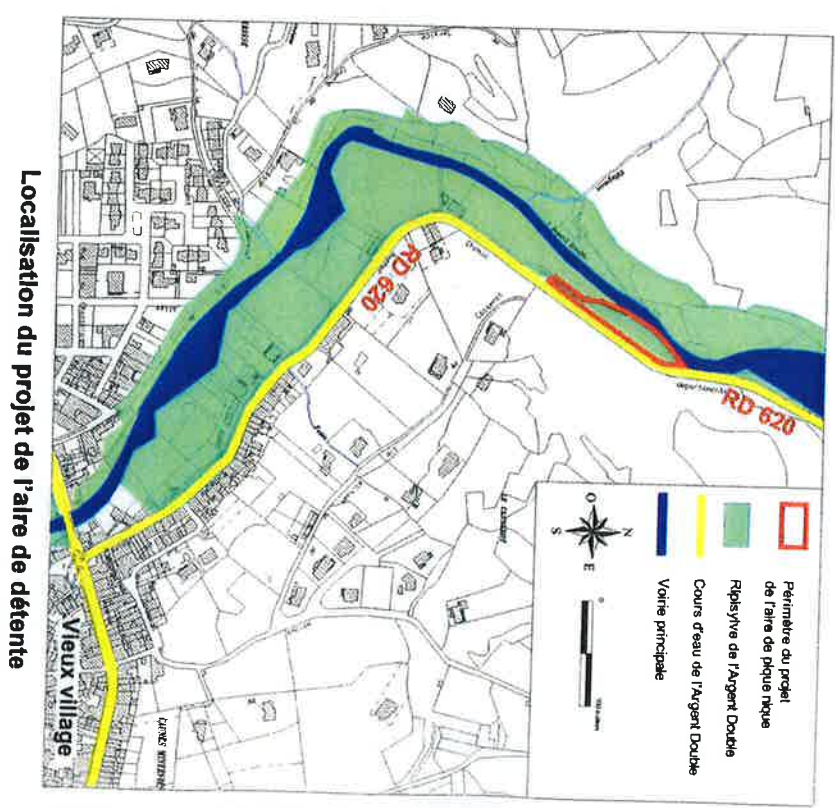 Périmètre du projet
de l'aire de pique nique
Ripisylve de l'Argent Double
Cours d'eau de l'Argent Double
Voirie principale
N
O
E
S
0
RD 620
RD 620
Vieux village
Localisation du projet de l'aire de détente